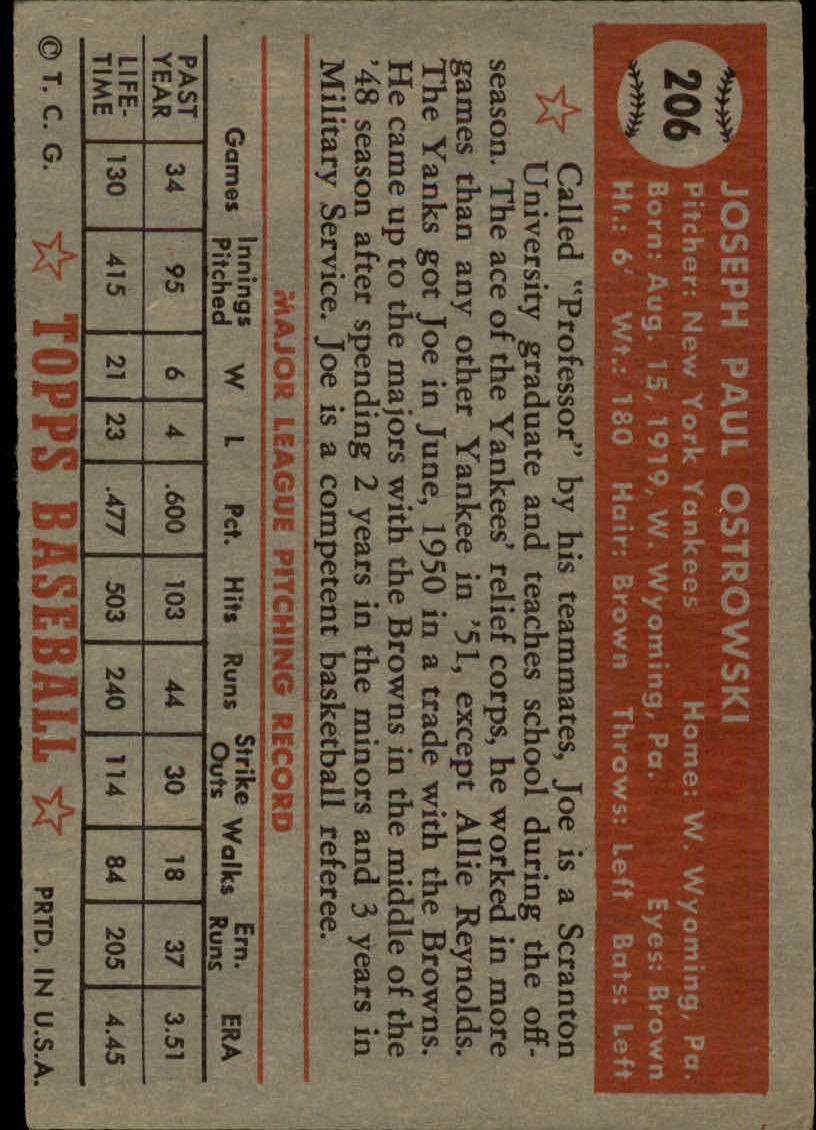 206
JOSEPH PAUL OSTROWSKI
Pitcher: New York Yankees Home: W. Wyoming, Pa.
Born: Aug. 15, 1919, W. Wyoming, Pa. Eyes: Brown
Ht.: 6' Wt.: 180 Hair: Brown Throws: Left Bats: Left
Called "Professor" by his teammates, Joe is a Scranton
University graduate and teaches school during the off-
season. The ace of the Yankees' relief corps, he worked in more
games than any other Yankee in '51, except Allie Reynolds.
The Yanks got Joe in June, 1950 in a trade with the Browns.
He came up to the majors with the Browns in the middle of the
'48 season after spending 2 years in the minors and 3 years in
Military Service. Joe is a competent basketball referee.
MAJOR LEAGUE PITCHING RECORD
Games Innings Pitched W L Pct. Hits Runs Strike Outs Walks Ern. Runs ERA
PAST YEAR 34 95 6 4 .600 103 44 30 18 37 3.51
LIFE-TIME 130 415 21 23 .477 503 240 114 84 205 4.45
© T. C. G. TOPPS BASEBALL PRTD. IN U.S.A.